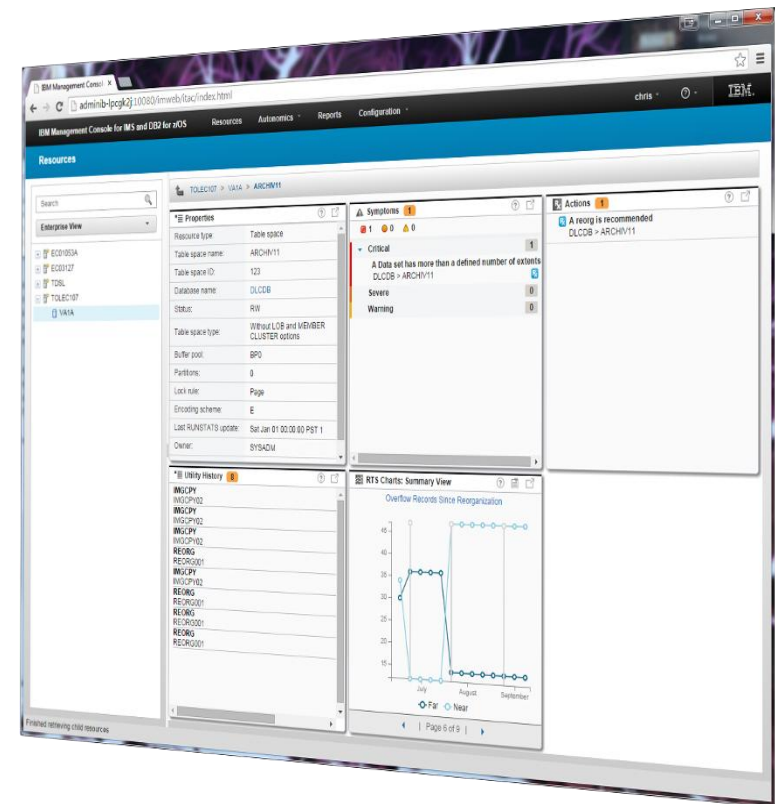 IBM Management Consol ×
adminib-lpcgk2j:10080/imweb/itac/index.html
IBM Management Console for IMS and DB2 for z/OS Resources Autonomics Reports Configuration chris IBM.
Resources
Search
Enterprise View
EC01053A
EC03127
TDSL
TOLEC107
VA1A
TOLEC107 > VA1A > ARCHIV11
Properties
Resource type: Table space
Table space name: ARCHIV11
Table space ID: 123
Database name: DLCDB
Status: RW
Table space type: Without LOB and MEMBER
CLUSTER options
Buffer pool: BP0
Partitions: 0
Lock rule: Page
Encoding scheme: E
Last RUNSTATS update: Sat Jan 01 00:00:00 PST 1
Owner: SYSADM
Symptoms 1
1 0 0
Critical 1
A Data set has more than a defined number of extents
DLCDB > ARCHIV11
Severe 0
Warning 0
Actions 1
A reorg is recommended
DLCDB > ARCHIV11
Utility History 8
IMGCPY
IMGCPY02
IMGCPY
IMGCPY02
IMGCPY
IMGCPY02
REORG
REORG001
IMGCPY
IMGCPY02
REORG
REORG001
REORG
REORG001
REORG
REORG001
RTS Charts: Summary View
Overflow Records Since Reorganization
45
40
35
30
25
20
15
July August September
Far Near
Page 6 of 9
Finished retrieving child resources